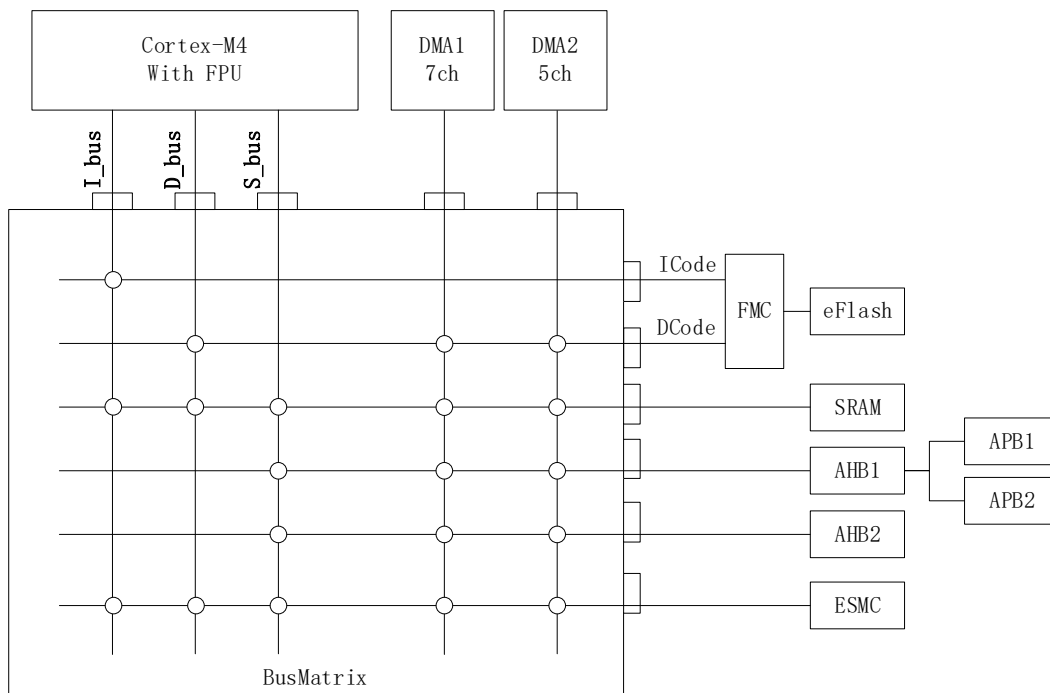 Cortex-M4
With FPU
DMA1
7ch
DMA2
5ch
I_bus
D_bus
S_bus
ICode
FMC
eFlash
DCode
SRAM
APB1
AHB1
APB2
AHB2
ESMC
BusMatrix